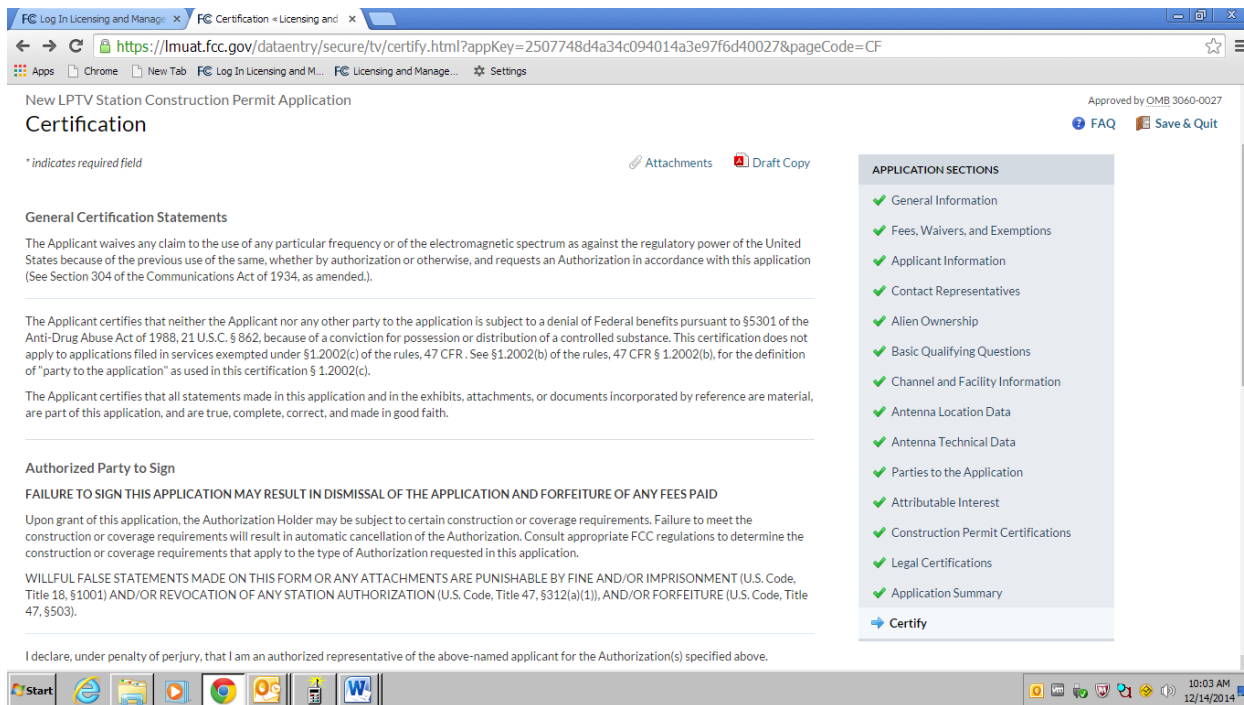 FC Log In Licensing and Manage ×
FC Certification « Licensing and ×
https://lmuat.fcc.gov/dataentry/secure/tv/certify.html?appKey=2507748d4a34c094014a3e97f6d40027&pageCode=CF
Apps Chrome New Tab FC Log In Licensing and M... FC Licensing and Manage... Settings
New LPTV Station Construction Permit Application
Approved by OMB 3060-0027
Certification
FAQ Save & Quit
* indicates required field
Attachments Draft Copy
General Certification Statements
The Applicant waives any claim to the use of any particular frequency or of the electromagnetic spectrum as against the regulatory power of the United
States because of the previous use of the same, whether by authorization or otherwise, and requests an Authorization in accordance with this application
(See Section 304 of the Communications Act of 1934, as amended.).
The Applicant certifies that neither the Applicant nor any other party to the application is subject to a denial of Federal benefits pursuant to §5301 of the
Anti-Drug Abuse Act of 1988, 21 U.S.C. § 862, because of a conviction for possession or distribution of a controlled substance. This certification does not
apply to applications filed in services exempted under §1.2002(c) of the rules, 47 CFR . See §1.2002(b) of the rules, 47 CFR § 1.2002(b), for the definition
of "party to the application" as used in this certification § 1.2002(c).
The Applicant certifies that all statements made in this application and in the exhibits, attachments, or documents incorporated by reference are material,
are part of this application, and are true, complete, correct, and made in good faith.
Authorized Party to Sign
FAILURE TO SIGN THIS APPLICATION MAY RESULT IN DISMISSAL OF THE APPLICATION AND FORFEITURE OF ANY FEES PAID
Upon grant of this application, the Authorization Holder may be subject to certain construction or coverage requirements. Failure to meet the
construction or coverage requirements will result in automatic cancellation of the Authorization. Consult appropriate FCC regulations to determine the
construction or coverage requirements that apply to the type of Authorization requested in this application.
WILLFUL FALSE STATEMENTS MADE ON THIS FORM OR ANY ATTACHMENTS ARE PUNISHABLE BY FINE AND/OR IMPRISONMENT (U.S. Code,
Title 18, §1001) AND/OR REVOCATION OF ANY STATION AUTHORIZATION (U.S. Code, Title 47, §312(a)(1)), AND/OR FORFEITURE (U.S. Code, Title
47, §503).
I declare, under penalty of perjury, that I am an authorized representative of the above-named applicant for the Authorization(s) specified above.
APPLICATION SECTIONS
General Information
Fees, Waivers, and Exemptions
Applicant Information
Contact Representatives
Alien Ownership
Basic Qualifying Questions
Channel and Facility Information
Antenna Location Data
Antenna Technical Data
Parties to the Application
Attributable Interest
Construction Permit Certifications
Legal Certifications
Application Summary
Certify
Start
10:03 AM
12/14/2014